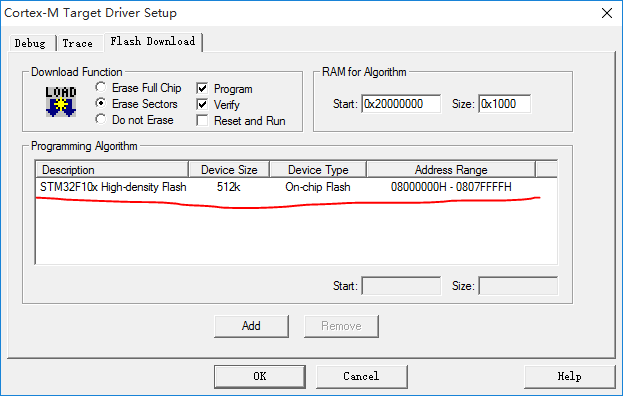 Cortex-M Target Driver Setup
Debug Trace Flash Download
Download Function
LOAD
Erase Full Chip
Erase Sectors
Do not Erase
Program
Verify
Reset and Run
RAM for Algorithm
Start: 0x20000000 Size: 0x1000
Programming Algorithm
Description Device Size Device Type Address Range
STM32F10x High-density Flash 512k On-chip Flash 08000000H - 0807FFFFH
Start: Size:
Add Remove
OK Cancel Help